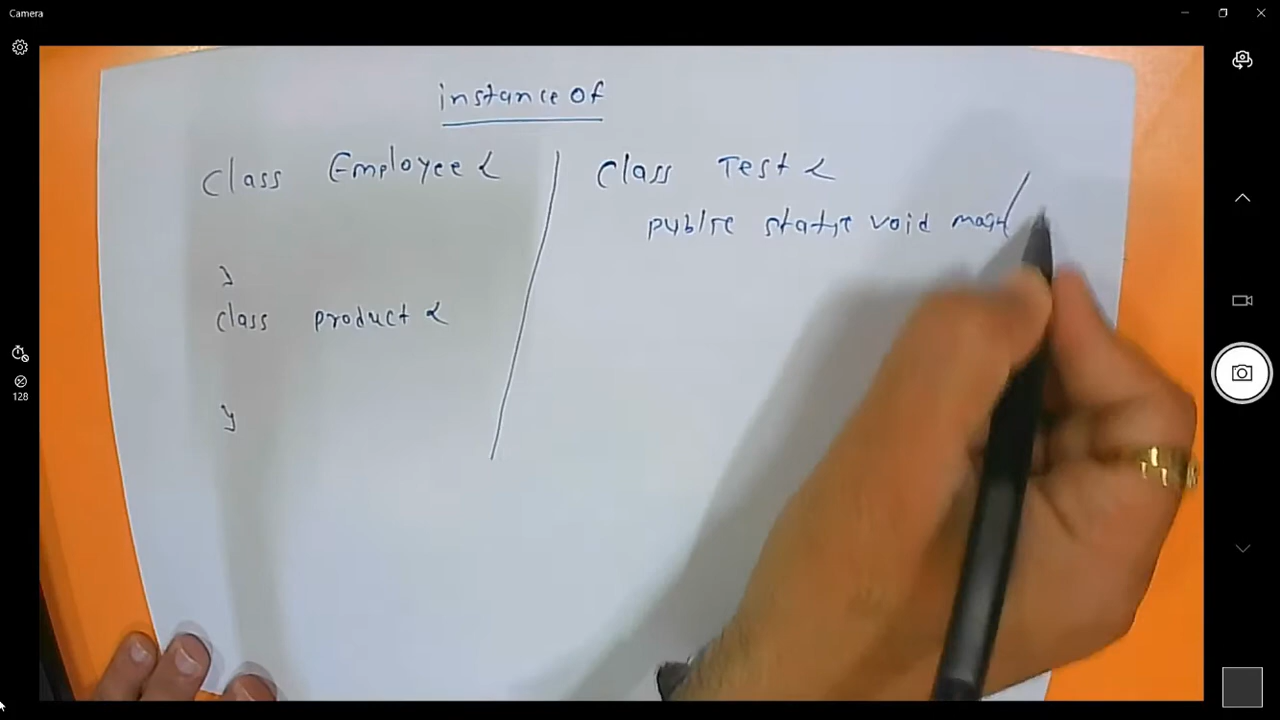 Camera
instanceof
class Employee {
}
class product {
}
class Test {
public static void main(
128